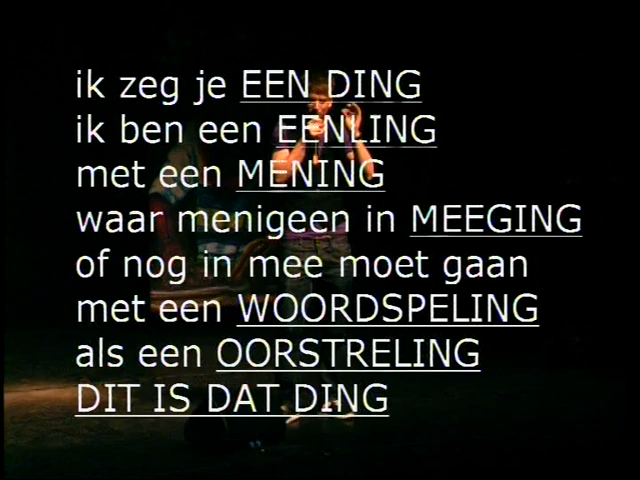 ik zeg je EEN DING
ik ben een EENLING
met een MENING
waar menigeen in MEEGING
of nog in mee moet gaan
met een WOORDSPELING
als een OORSTRELING
DIT IS DAT DING